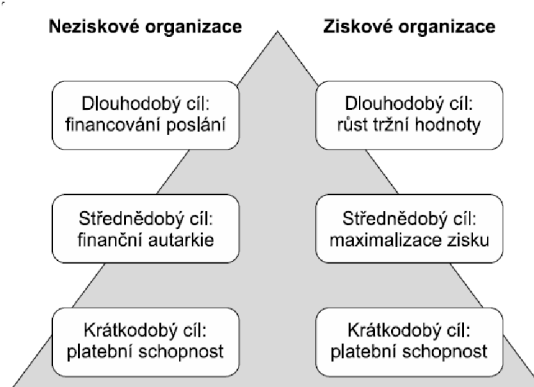 Neziskové organizace
Ziskové organizace
Dlouhodobý cíl:
financování poslání
Dlouhodobý cíl:
růst tržní hodnoty
Střednědobý cíl:
finanční autarkie
Střednědobý cíl:
maximalizace zisku
Krátkodobý cíl:
platební schopnost
Krátkodobý cíl:
platební schopnost